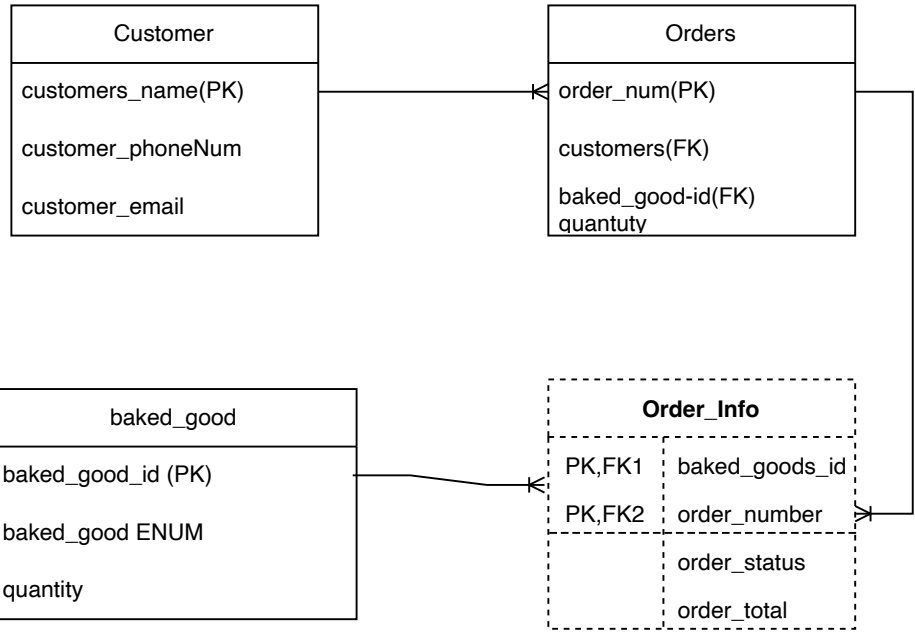 Customer
customers_name(PK)
customer_phoneNum
customer_email
Orders
order_num(PK)
customers(FK)
baked_good-id(FK)
quantuty
baked_good
baked_good_id (PK)
baked_good ENUM
quantity
Order_Info
PK,FK1 baked_goods_id
PK,FK2 order_number
order_status
order_total